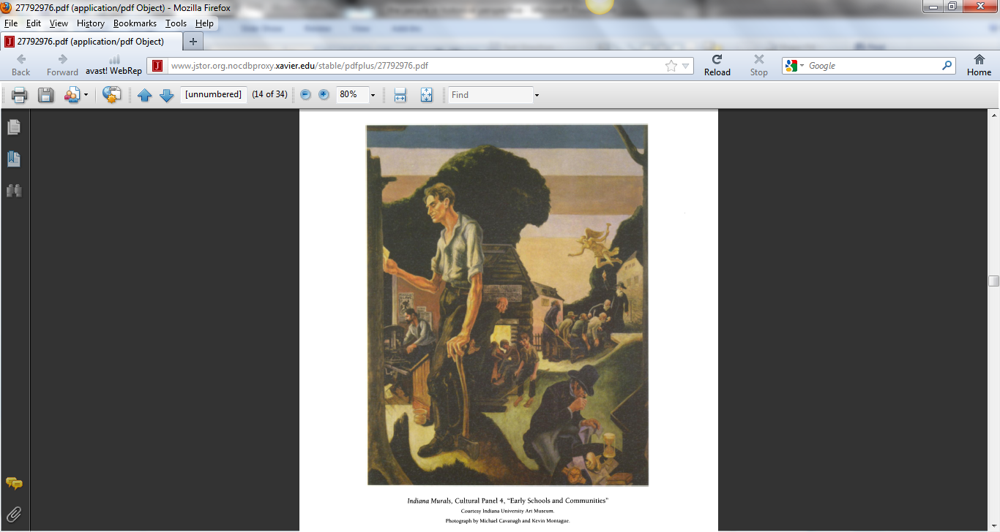 27792976.pdf (application/pdf Object) - Mozilla Firefox
File Edit View History Bookmarks Tools Help
27792976.pdf (application/pdf Object)
Back Forward avast! WebRep www.jstor.org.nocdbproxy.xavier.edu/stable/pdfplus/27792976.pdf Reload Stop Google Home
[unnumbered] (14 of 34) 80% Find
Indiana Murals, Cultural Panel 4, “Early Schools and Communities”
Courtesy Indiana University Art Museum.
Photograph by Michael Cavanagh and Kevin Montague.